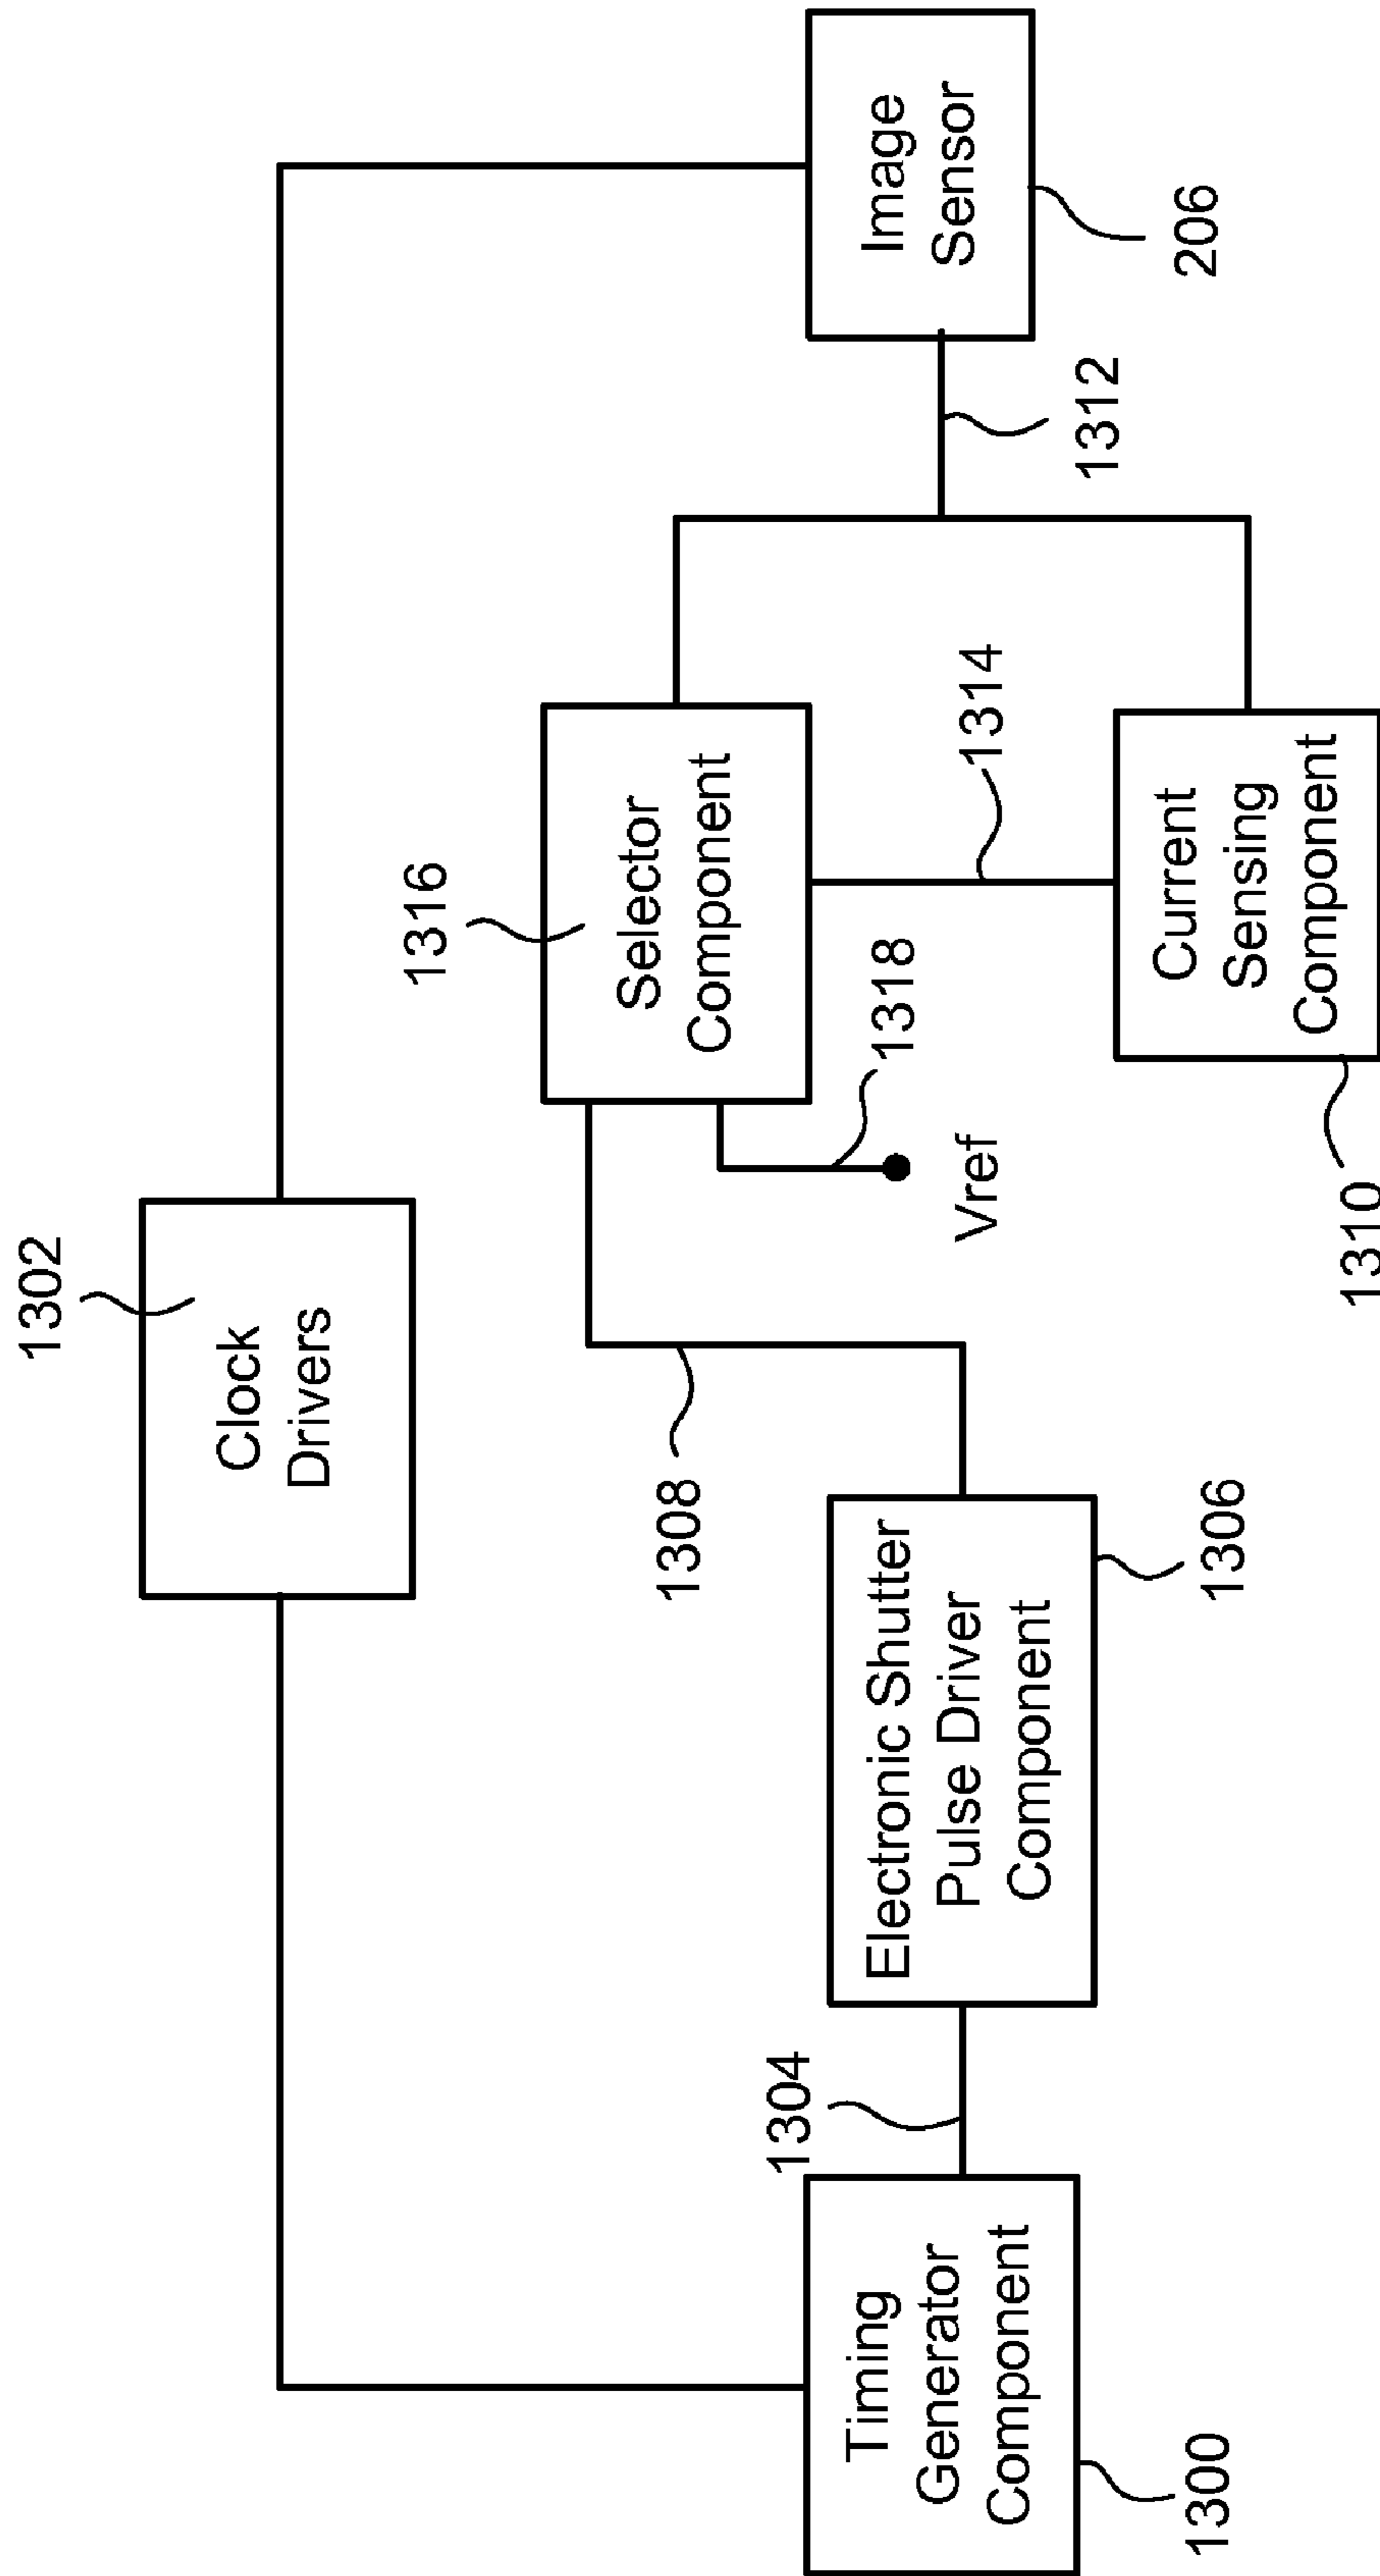 1302
Clock
Drivers
1316
Selector
Component
Image
Sensor
206
1312
1314
1318
Vref
1308
Current
Sensing
Component
1310
Electronic Shutter
Pulse Driver
Component
1306
1304
Timing
Generator
Component
1300